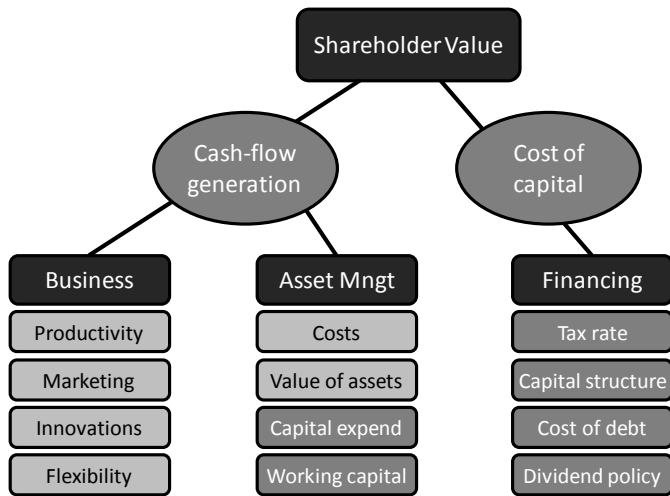 Shareholder Value
Cash-flow
generation
Cost of
capital
Business
Asset Mngt
Financing
Productivity
Costs
Tax rate
Marketing
Value of assets
Capital structure
Innovations
Capital expend
Cost of debt
Flexibility
Working capital
Dividend policy